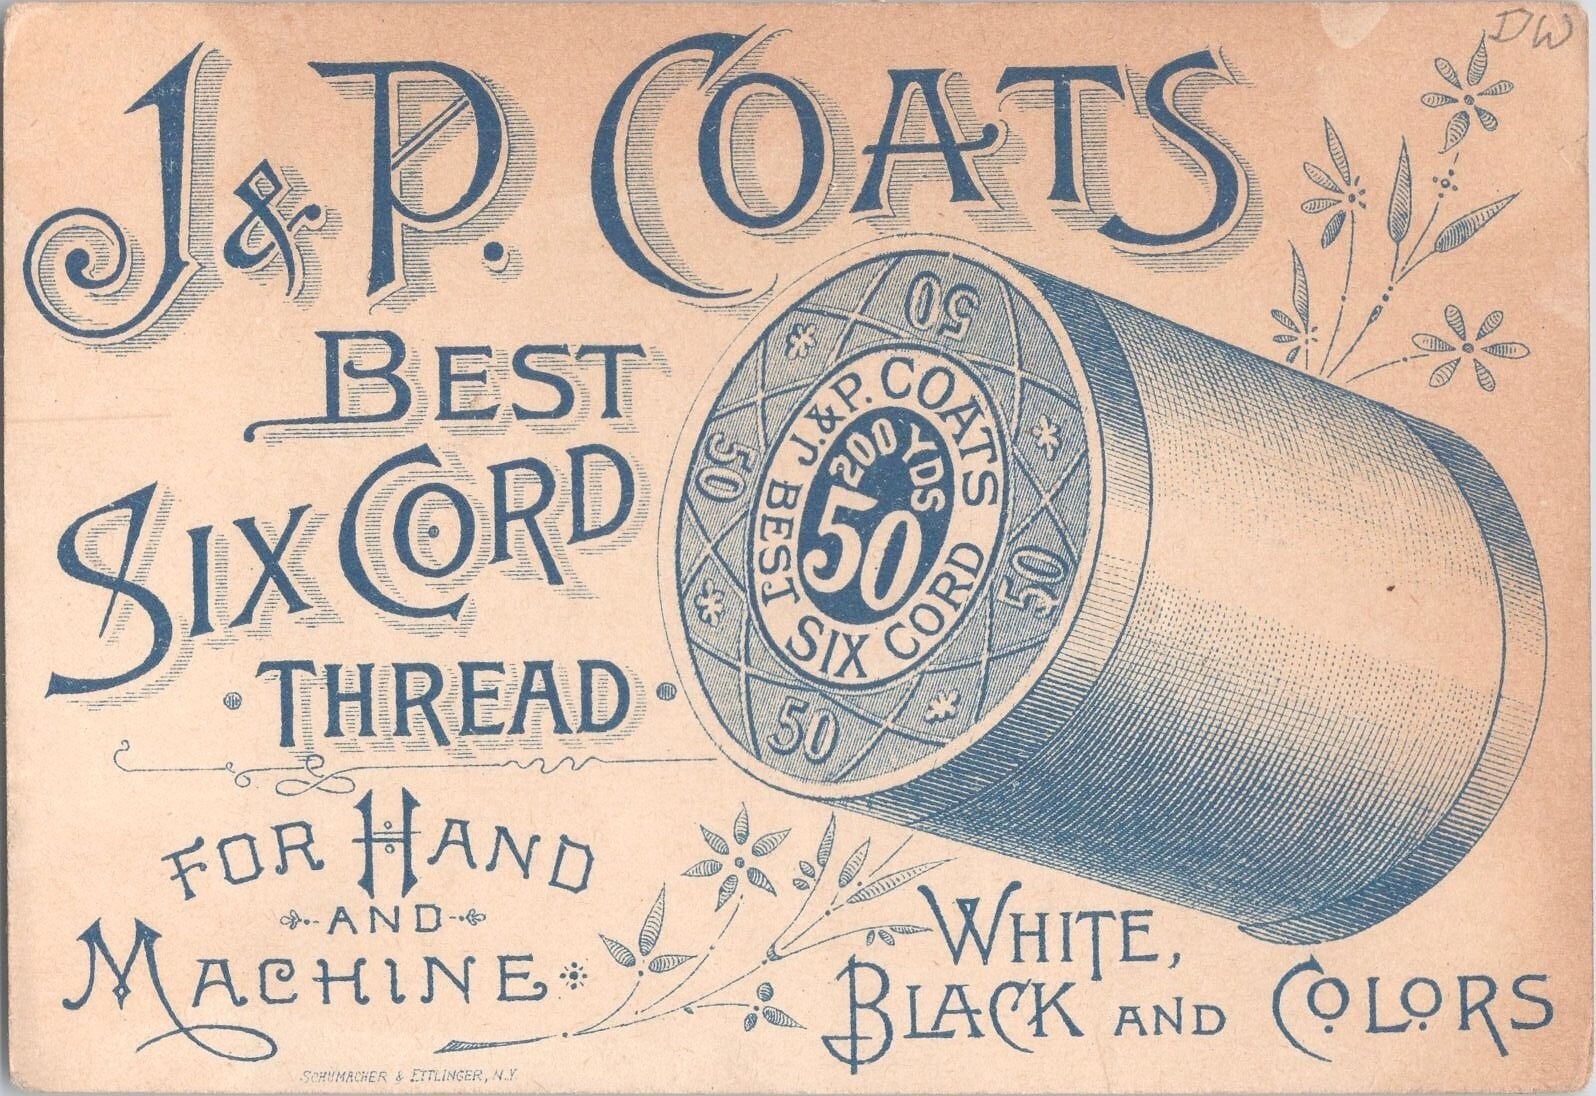 DW
J & P. COATS
BEST
SIX CORD
THREAD
FOR HAND
AND
MACHINE
50
50
50
50
J. & P. COATS
200 YDS
50
BEST SIX CORD
WHITE,
BLACK AND COLORS
SCHUMACHER & ETTLINGER, N.Y.